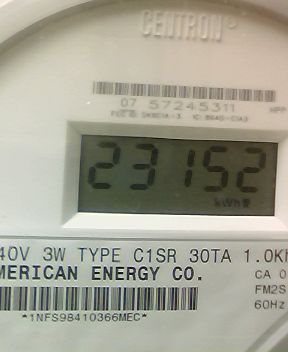 CENTRON
07 57245311
23152
kWh
40V 3W TYPE C1SR 30TA 1.0Kh
MERICAN ENERGY CO.
CA 0
FM2S
60Hz
*1NFS98410366MEC*